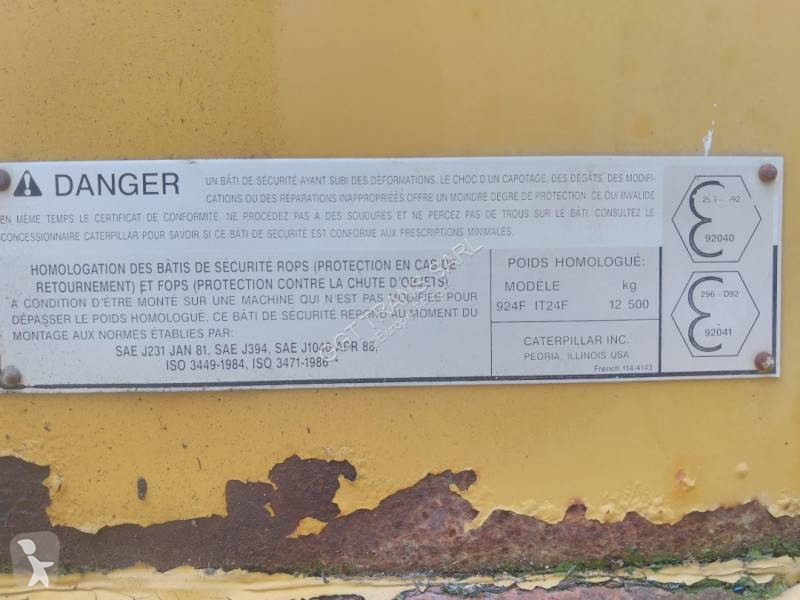 DANGER
UN BÂTI DE SÉCURITÉ AYANT SUBI DES DÉFORMATIONS. LE CHOC D'UN CAPOTAGE, DES DÉGÂTS, DES MODIFI-
CATIONS OU DES RÉPARATIONS INAPPROPRIÉES OFFRE UN MOINDRE DEGRE DE PROTECTION, CE QUI INVALIDE
EN MÊME TEMPS LE CERTIFICAT DE CONFORMITÉ. NE PROCÉDEZ PAS À DES SOUDURES ET NE PERCEZ PAS DE TROUS SUR LE BÂTI. CONSULTEZ LE
CONCESSIONNAIRE CATERPILLAR POUR SAVOIR SI CE BÂTI DE SÉCURITÉ EST CONFORME AUX PRESCRIPTIONS MINIMALES.
HOMOLOGATION DES BÂTIS DE SÉCURITÉ ROPS (PROTECTION EN CAS DE
RETOURNEMENT) ET FOPS (PROTECTION CONTRE LA CHUTE D'OBJETS)
À CONDITION D'ÊTRE MONTÉ SUR UNE MACHINE QUI N'EST PAS MODIFIÉE POUR
DÉPASSER LE POIDS HOMOLOGUÉ, CE BÂTI DE SÉCURITÉ RÉPOND AU MOMENT DU
MONTAGE AUX NORMES ÉTABLIES PAR:
SAE J231 JAN 81, SAE J394, SAE J1040 APR 88,
ISO 3449-1984, ISO 3471-1986
POIDS HOMOLOGUÉ:
MODÈLE kg
924F IT24F 12 500
CATERPILLAR INC.
PEORIA, ILLINOIS USA
French 114-4143
92040
296 - D92
92041
GCT TRANS SARL